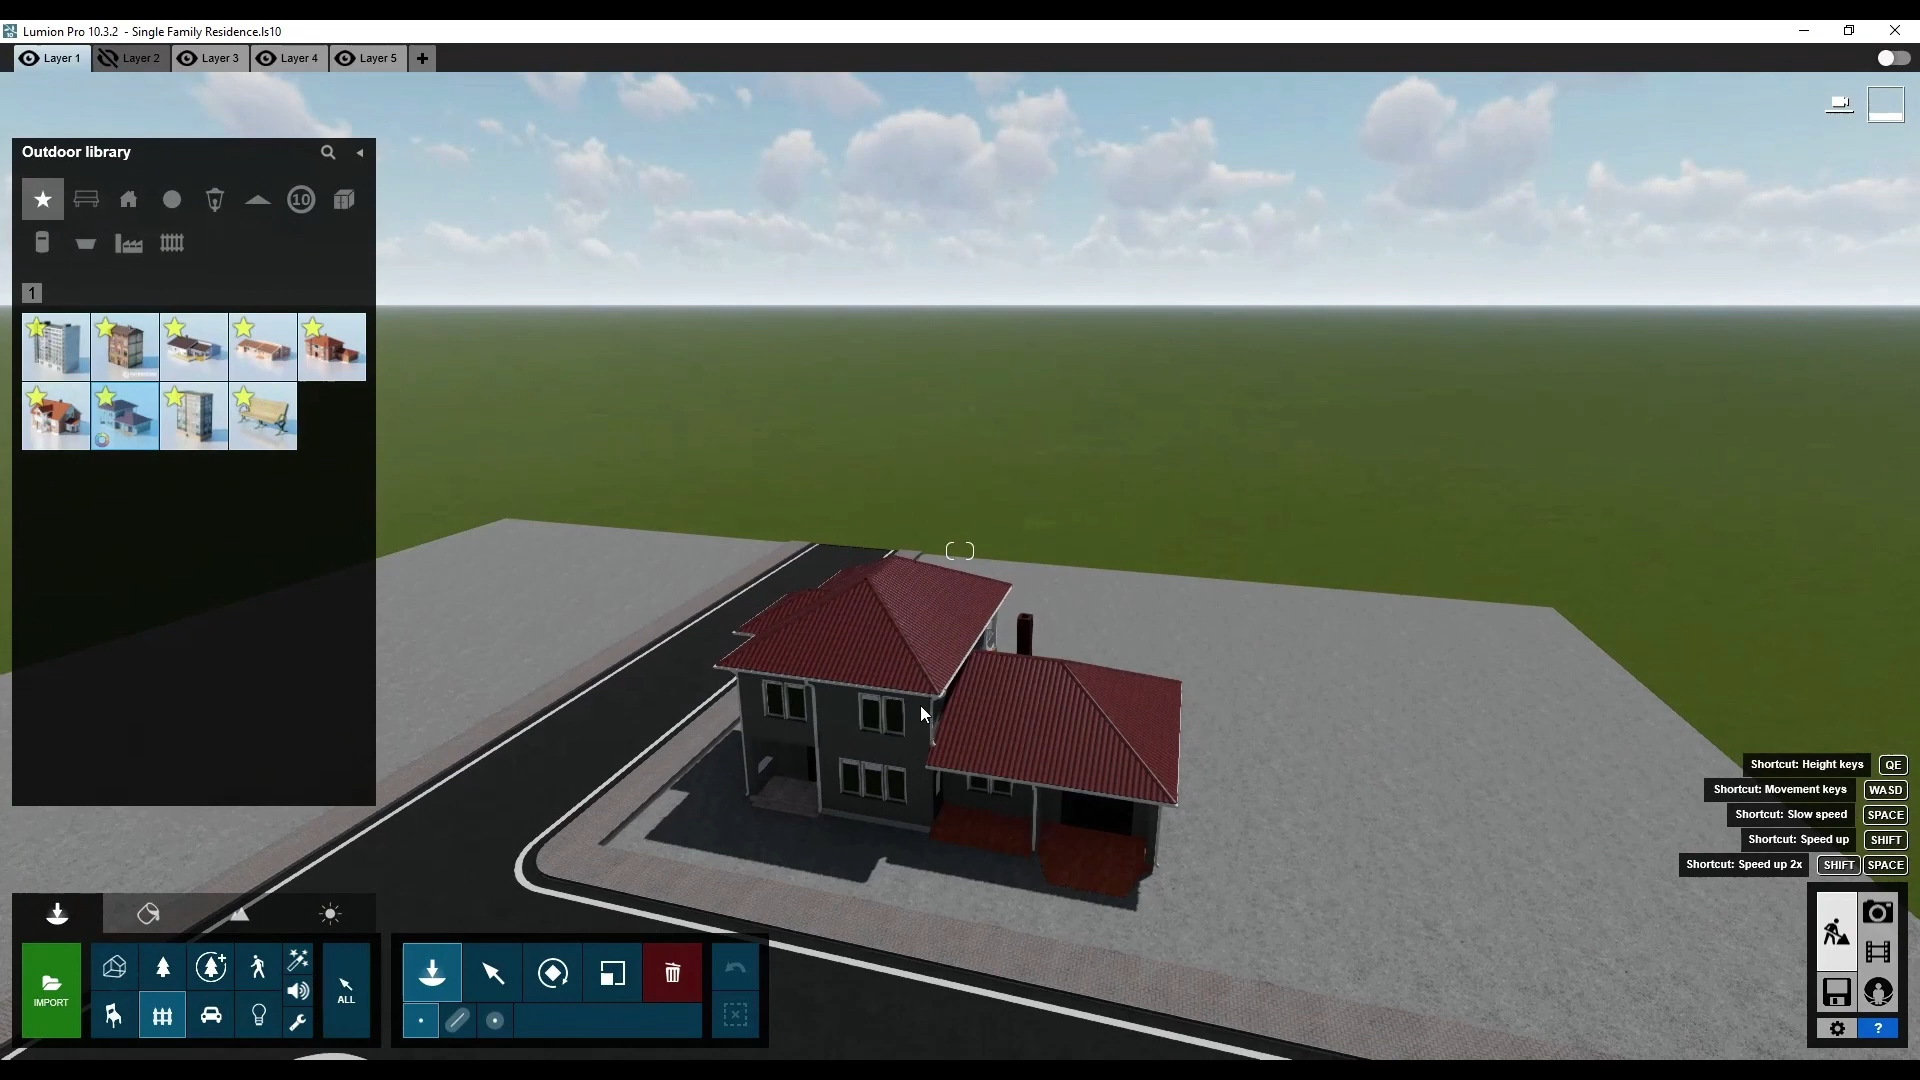 Lumion Pro 10.3.2 - Single Family Residence.ls10
Layer 1
Layer 2
Layer 3
Layer 4
Layer 5
+
Outdoor library
10
1
Shortcut: Height keys QE
Shortcut: Movement keys WASD
Shortcut: Slow speed SPACE
Shortcut: Speed up SHIFT
Shortcut: Speed up 2x SHIFT SPACE
IMPORT
ALL
?